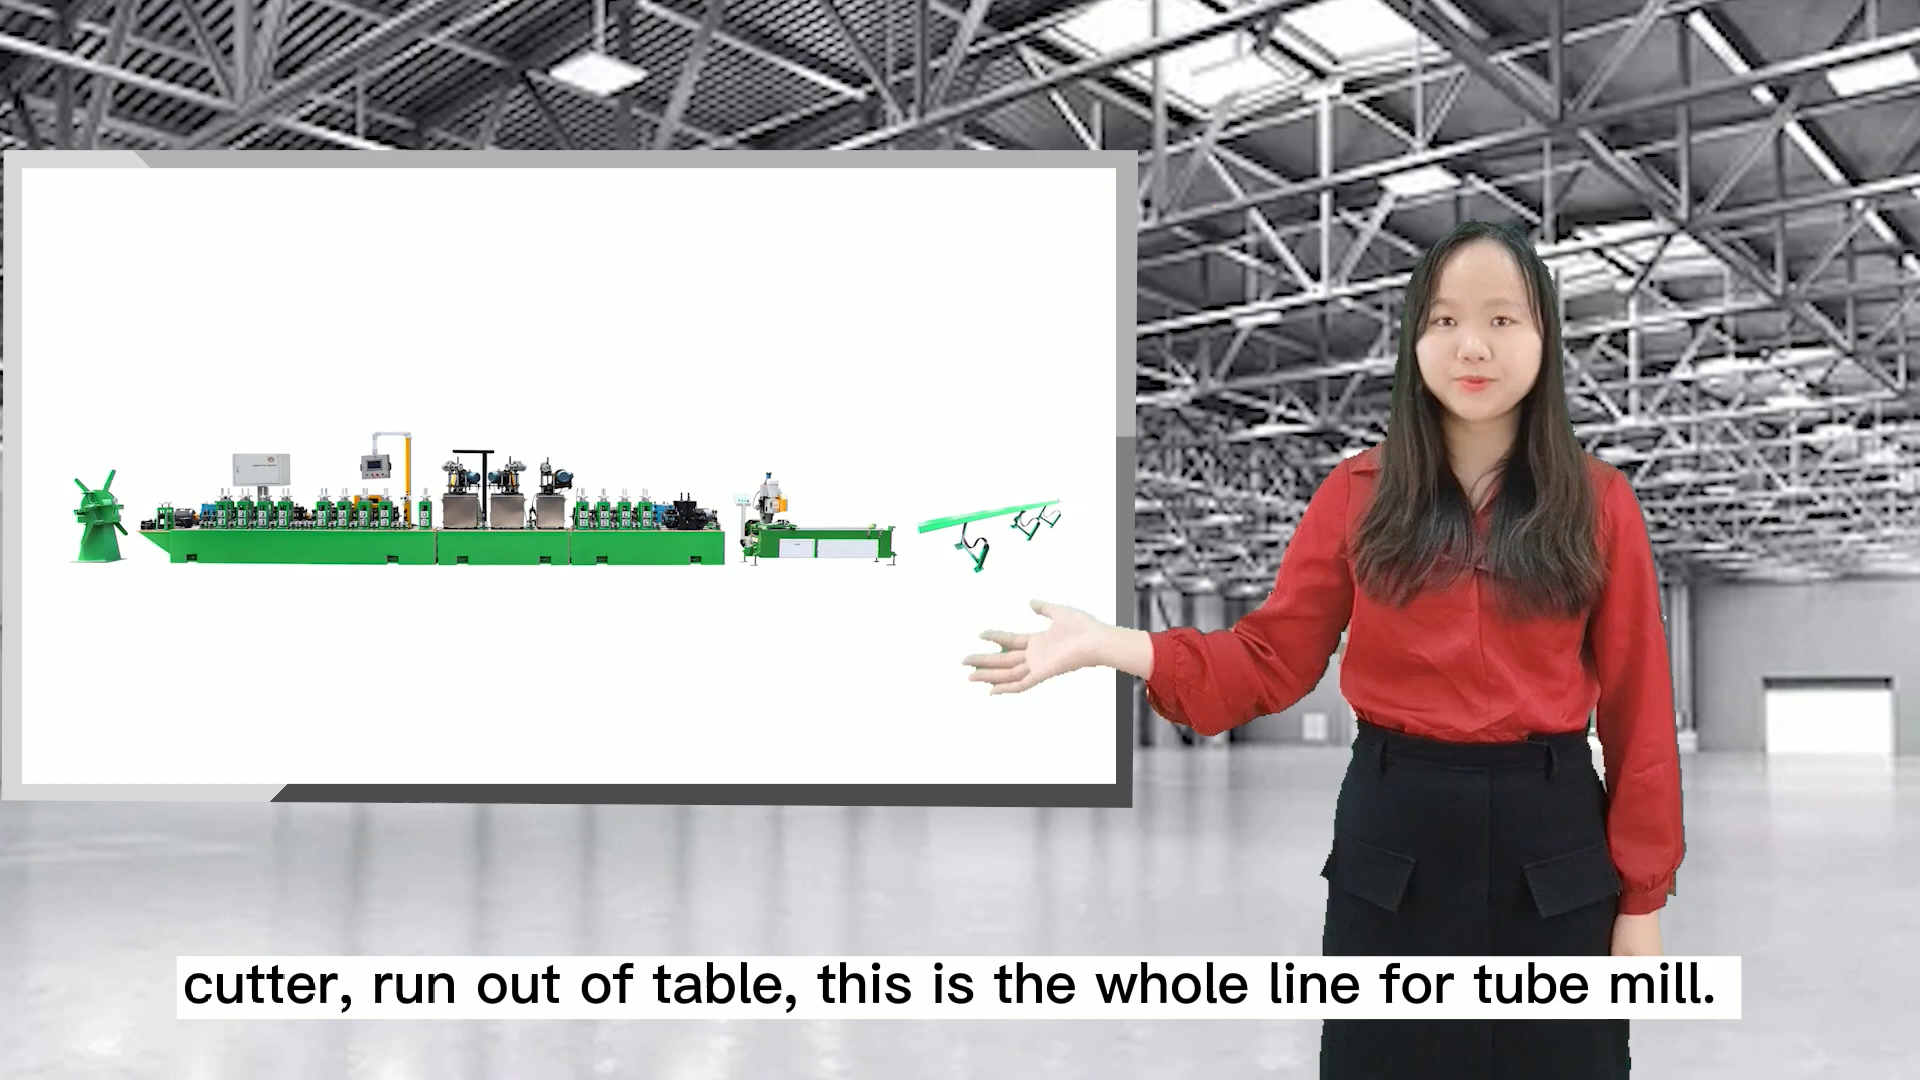 cutter, run out of table, this is the whole line for tube mill.